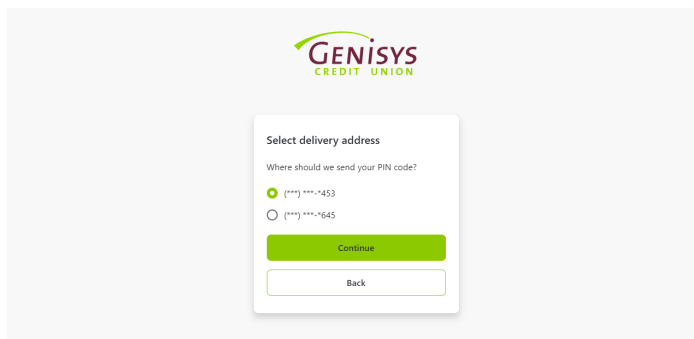 GENiSYS
CREDIT UNION
Select delivery address
Where should we send your PIN code?
(***) ***-*453
(***) ***-*645
Continue
Back